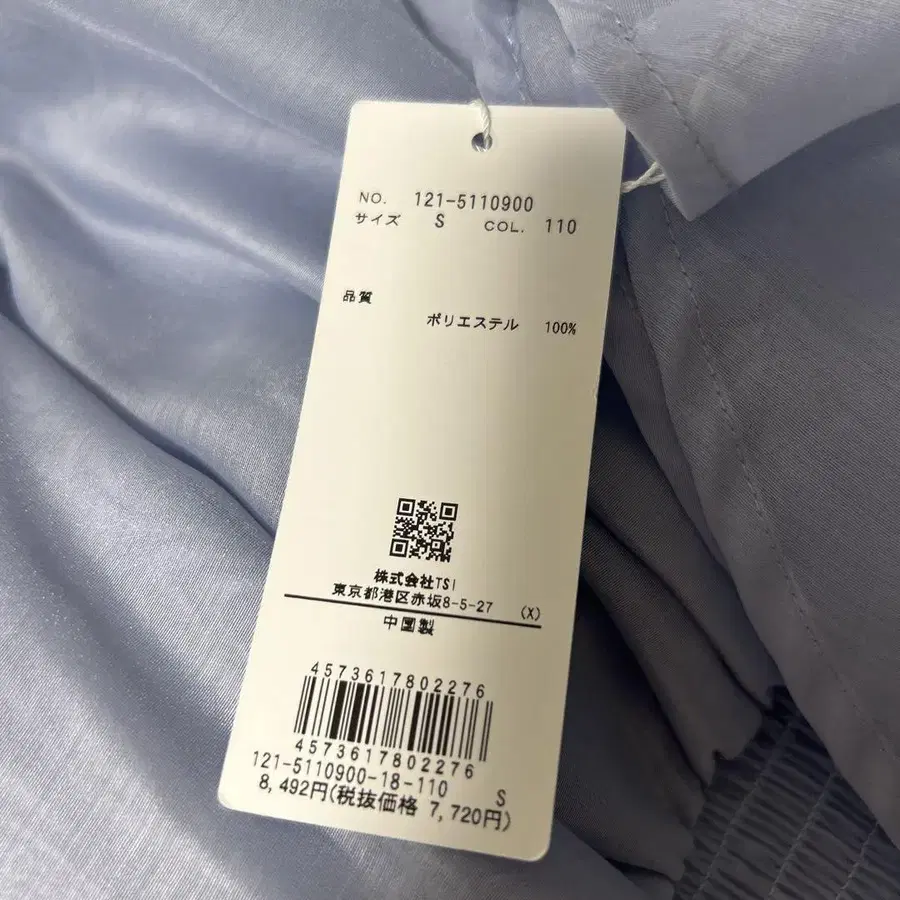 NO. 121-5110900
サイズ S COL. 110
品質
ポリエステル 100%
株式会社TSI
東京都港区赤坂8-5-27 (X)
中国製
4573617802276
4573617802276
121-5110900-18-110 S
8,492円(税抜価格 7,720円)